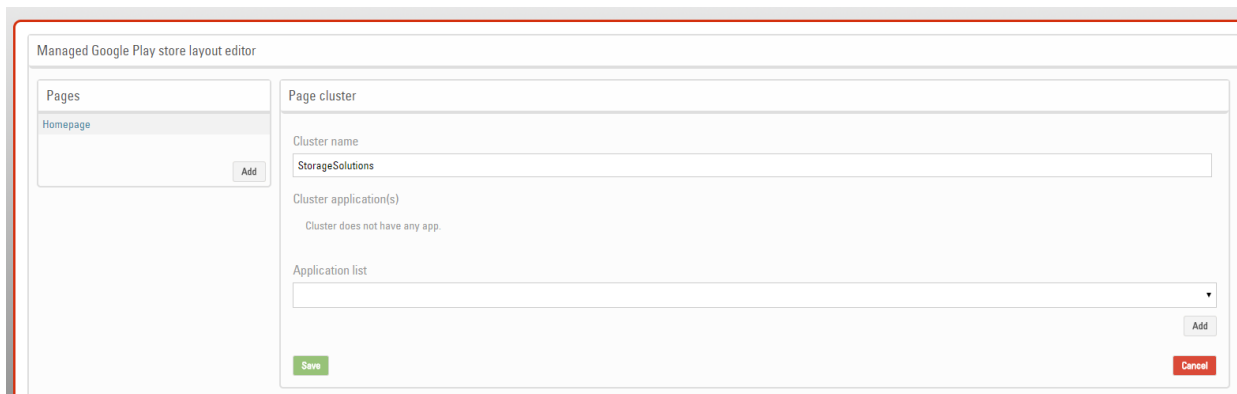 Managed Google Play store layout editor
Pages
Homepage
Add
Page cluster
Cluster name
StorageSolutions
Cluster application(s)
Cluster does not have any app.
Application list
Add
Save
Cancel